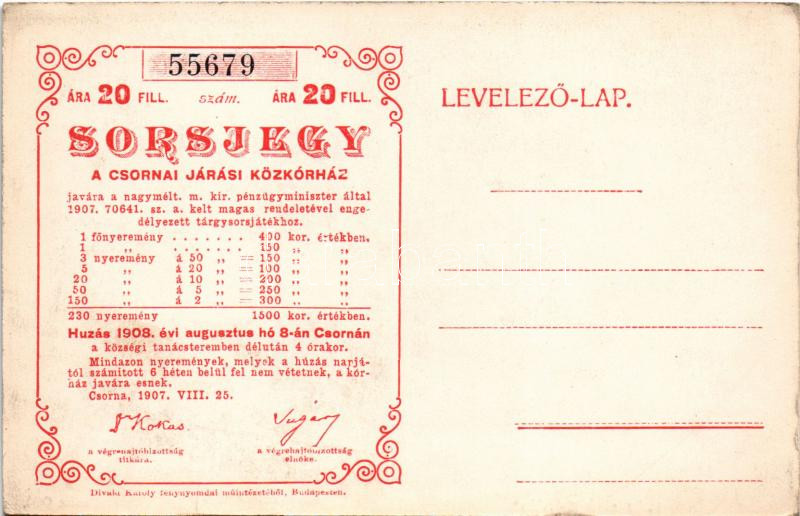 55679
ÁRA 20 FILL. szám. ÁRA 20 FILL.
SORSJEGY
A CSORNAI JÁRÁSI KÖZKÓRHÁZ
javára a nagymélt. m. kir. pénzügyminiszter által
1907. 70641. sz. a. kelt magas rendeletével enge-
délyezett tárgysorsjátékhoz.
1 főnyeremény . . . . . . . 400 kor. értékben.
1 „ . . . . . . . 150 „ „
3 nyeremény á 50 „ = 150 „ „
5 „ á 20 „ = 100 „ „
20 „ á 10 „ = 200 „ „
50 „ á 5 „ = 250 „ „
150 „ á 2 „ = 300 „ „
230 nyeremény 1500 kor. értékben.
Huzás 1908. évi augusztus hó 8-án Csornán
a községi tanácsteremben délután 4 órakor.
Mindazon nyeremények, melyek a húzás napjá-
tól számított 6 héten belül fel nem vétetnek, a kór-
ház javára esnek.
Csorna, 1907. VIII. 25.
Dr Kokas
a végrehajtóbizottság
titkára.
a végrehajtóbizottság
elnöke.
Divald Károly fénynyomdai műintézetéből, Budapesten.
LEVELEZŐ-LAP.